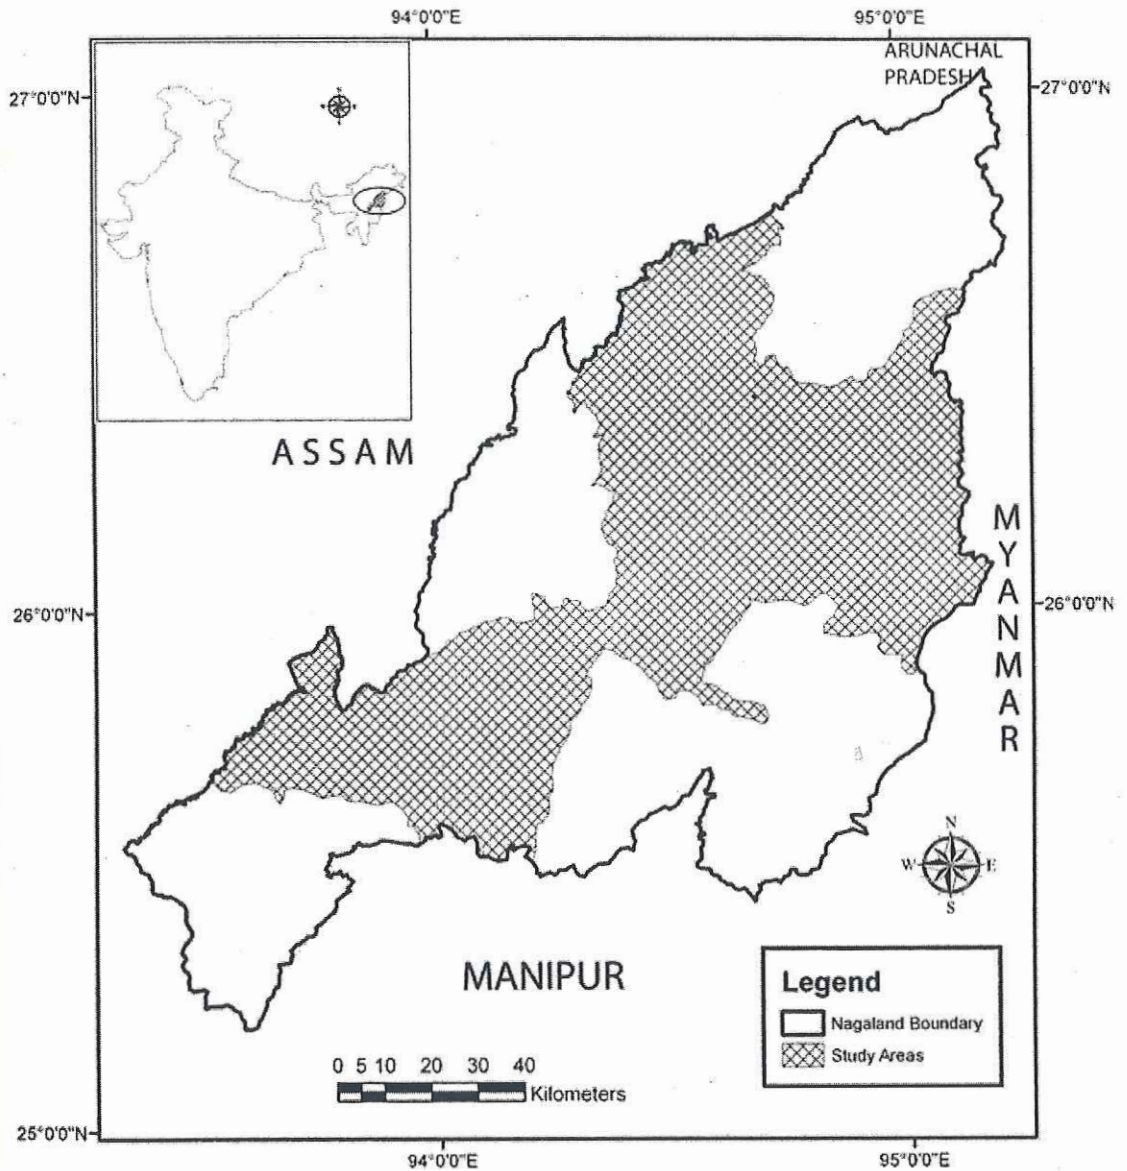 94°0'0"E
95°0'0"E
ARUNACHAL
PRADESH
27°0'0"N
27°0'0"N
ASSAM
MYANMAR
26°0'0"N
26°0'0"N
N
W
E
S
MANIPUR
Legend
Nagaland Boundary
Study Areas
0 5 10 20 30 40
Kilometers
25°0'0"N
94°0'0"E
95°0'0"E